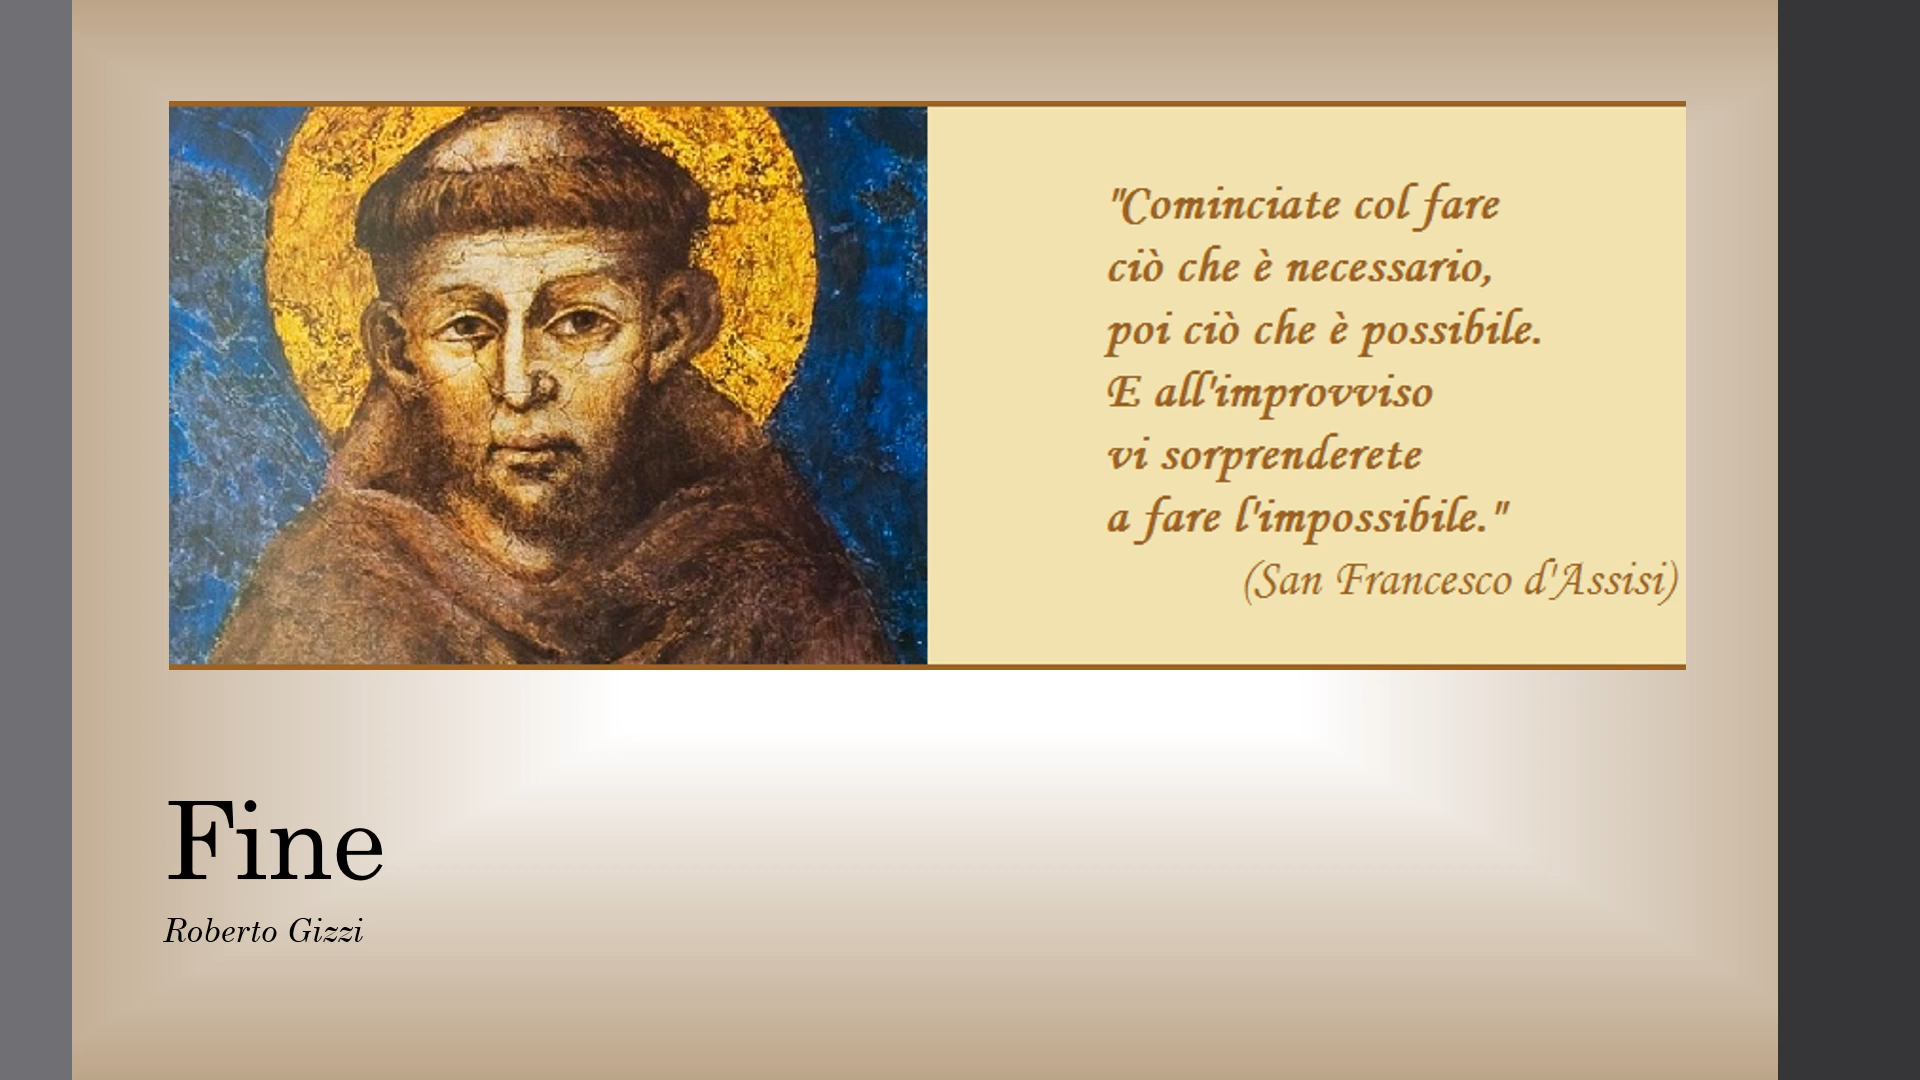 "Cominciate col fare
ciò che è necessario,
poi ciò che è possibile.
E all'improvviso
vi sorprenderete
a fare l'impossibile."
(San Francesco d'Assisi)
Fine
Roberto Gizzi